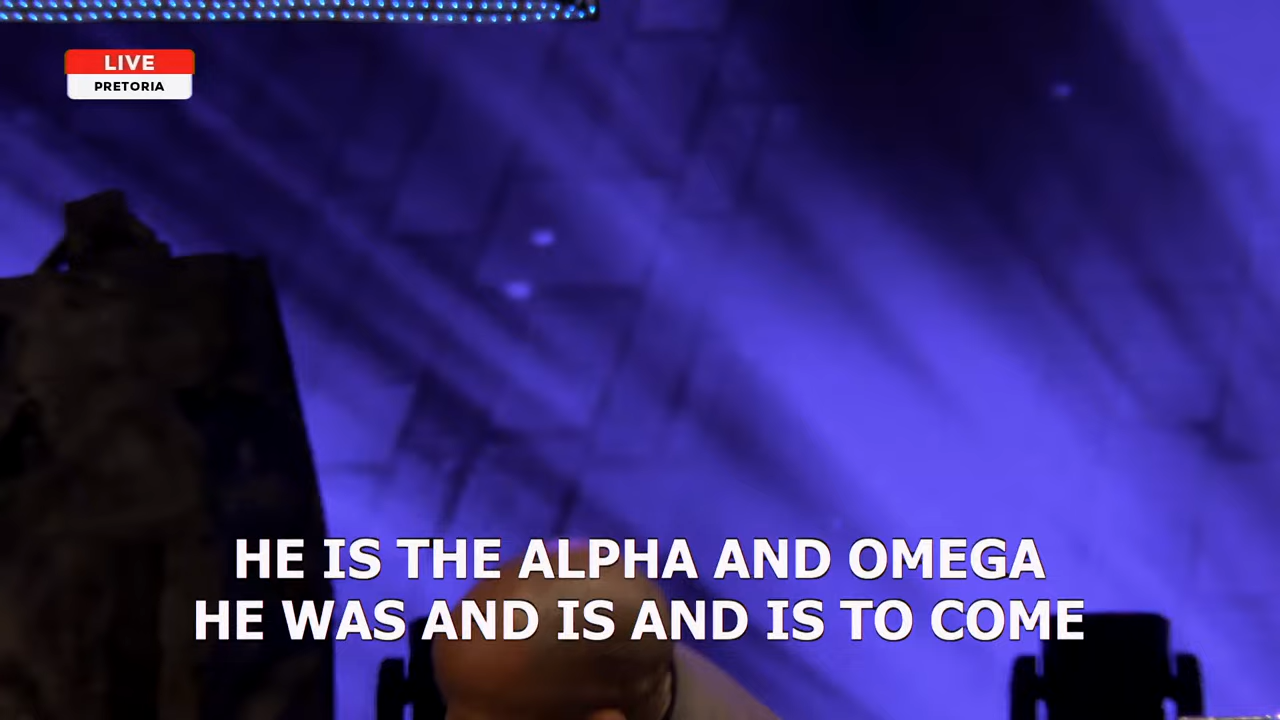 LIVE
PRETORIA
HE IS THE ALPHA AND OMEGA
HE WAS AND IS AND IS TO COME